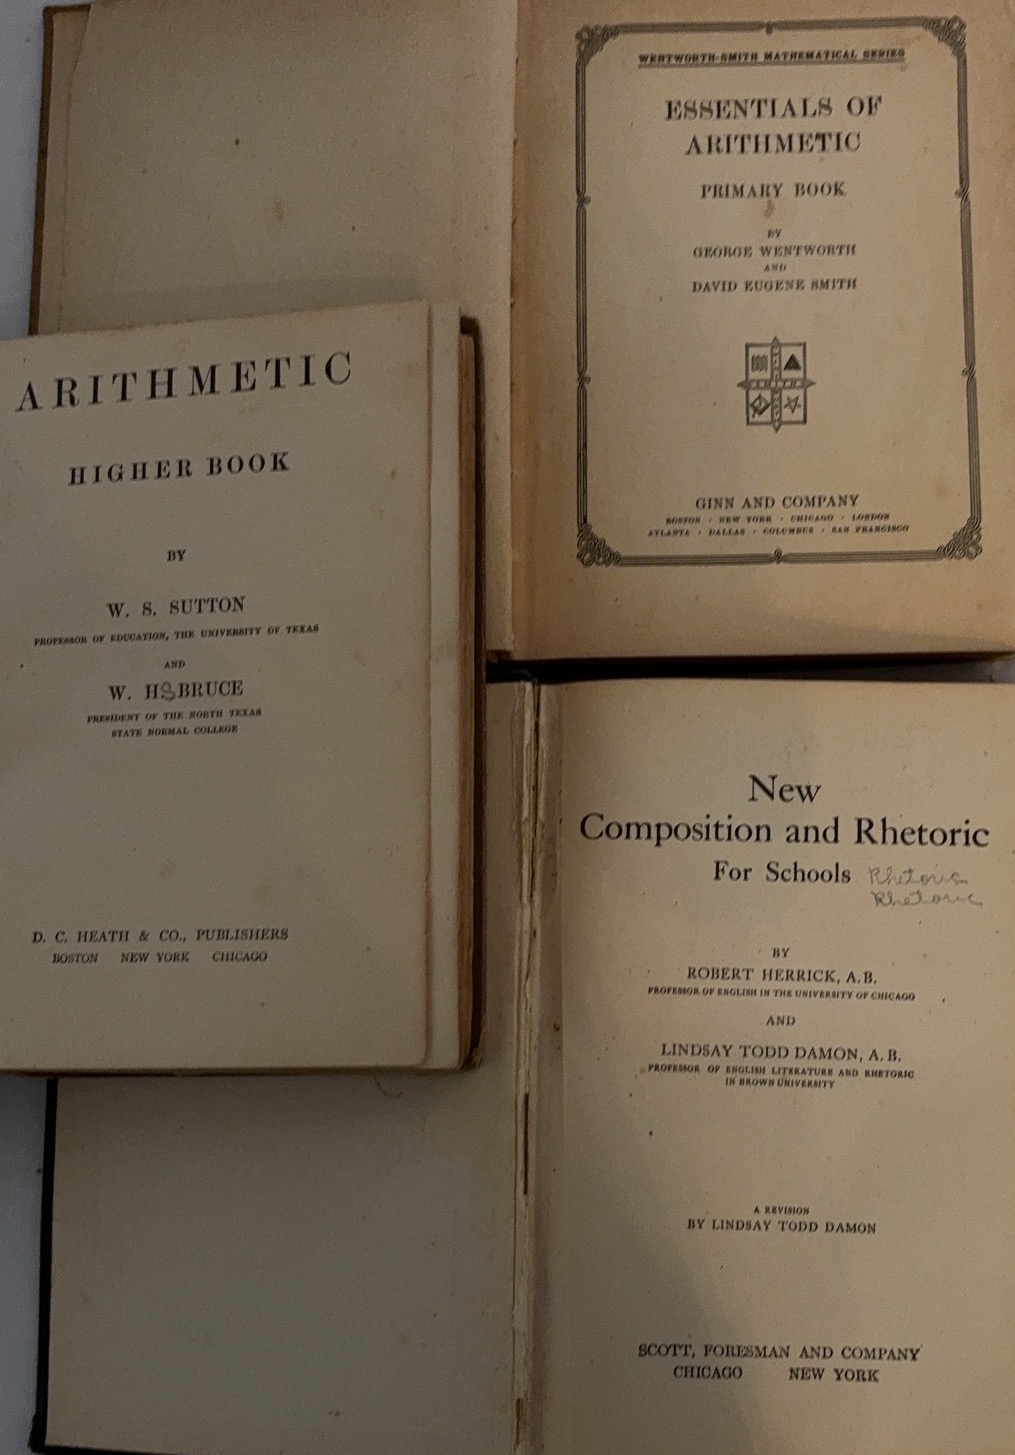 WENTWORTH-SMITH MATHEMATICAL SERIES
ESSENTIALS OF
ARITHMETIC
PRIMARY BOOK
BY
GEORGE WENTWORTH
AND
DAVID EUGENE SMITH
GINN AND COMPANY
BOSTON · NEW YORK · CHICAGO · LONDON
ATLANTA · DALLAS · COLUMBUS · SAN FRANCISCO
ARITHMETIC
HIGHER BOOK
BY
W. S. SUTTON
PROFESSOR OF EDUCATION, THE UNIVERSITY OF TEXAS
AND
W. H. BRUCE
PRESIDENT OF THE NORTH TEXAS
STATE NORMAL COLLEGE
D. C. HEATH & CO., PUBLISHERS
BOSTON NEW YORK CHICAGO
New
Composition and Rhetoric
For Schools Rhetoric
Rhetoric
BY
ROBERT HERRICK, A.B.
PROFESSOR OF ENGLISH IN THE UNIVERSITY OF CHICAGO
AND
LINDSAY TODD DAMON, A.B.
PROFESSOR OF ENGLISH LITERATURE AND RHETORIC
IN BROWN UNIVERSITY
A REVISION
BY LINDSAY TODD DAMON
SCOTT, FORESMAN AND COMPANY
CHICAGO NEW YORK